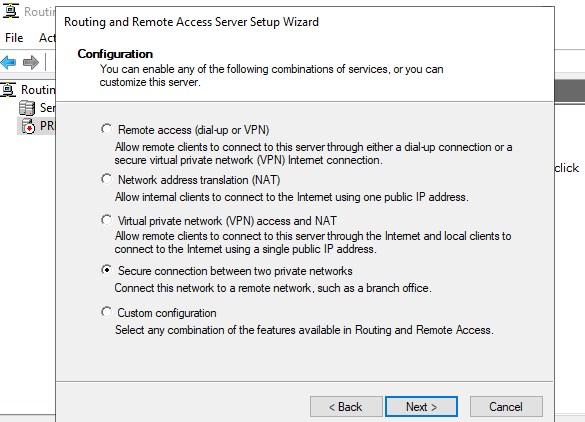 Routing and Remote Access Server Setup Wizard
File
Configuration
You can enable any of the following combinations of services, or you can
customize this server.
Remote access (dial-up or VPN)
Allow remote clients to connect to this server through either a dial-up connection or a
secure virtual private network (VPN) Internet connection.
click
Network address translation (NAT)
Allow internal clients to connect to the Internet using one public IP address.
Virtual private network (VPN) access and NAT
Allow remote clients to connect to this server through the Internet and local clients to
connect to the Internet using a single public IP address.
Secure connection between two private networks
Connect this network to a remote network, such as a branch office.
Custom configuration
Select any combination of the features available in Routing and Remote Access.
< Back
Next >
Cancel